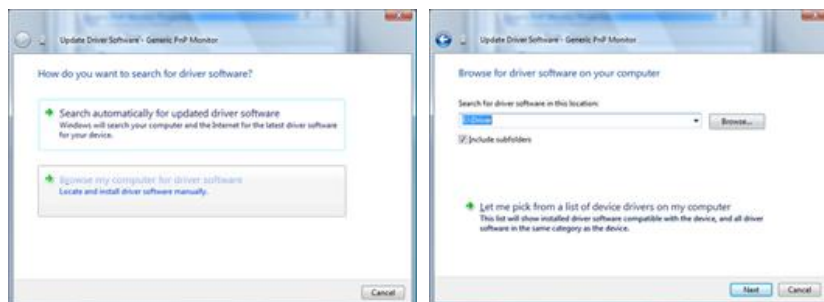 Update Driver Software - Generic PnP Monitor
How do you want to search for driver software?
Search automatically for updated driver software
Windows will search your computer and the Internet for the latest driver software
for your device.
Browse my computer for driver software
Locate and install driver software manually.
Cancel
Update Driver Software - Generic PnP Monitor
Browse for driver software on your computer
Search for driver software in this location:
Browse...
Include subfolders
Let me pick from a list of device drivers on my computer
This list will show installed driver software compatible with the device, and all driver
software in the same category as the device.
Next
Cancel